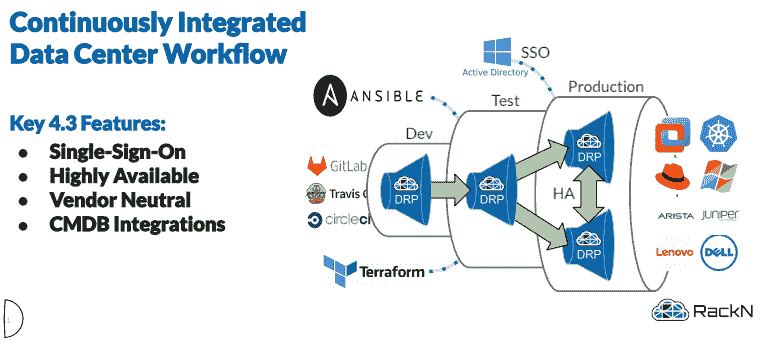 Continuously Integrated
Data Center Workflow
Key 4.3 Features:
● Single-Sign-On
● Highly Available
● Vendor Neutral
● CMDB Integrations
SSO
Active Directory
ANSIBLE
Production
Test
Dev
GitLab
Travis C
circleci
Terraform
DRP
DRP
DRP
HA
DRP
ARISTA
JUNIPEr
Lenovo
DELL
RackN